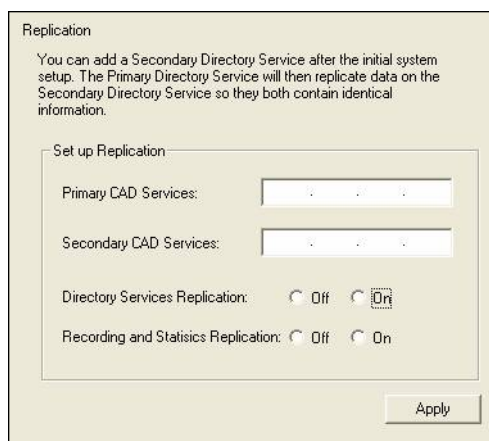 Replication
You can add a Secondary Directory Service after the initial system
setup. The Primary Directory Service will then replicate data on the
Secondary Directory Service so they both contain identical
information.
Set up Replication
Primary CAD Services:
Secondary CAD Services:
Directory Services Replication: Off On
Recording and Statisics Replication: Off On
Apply